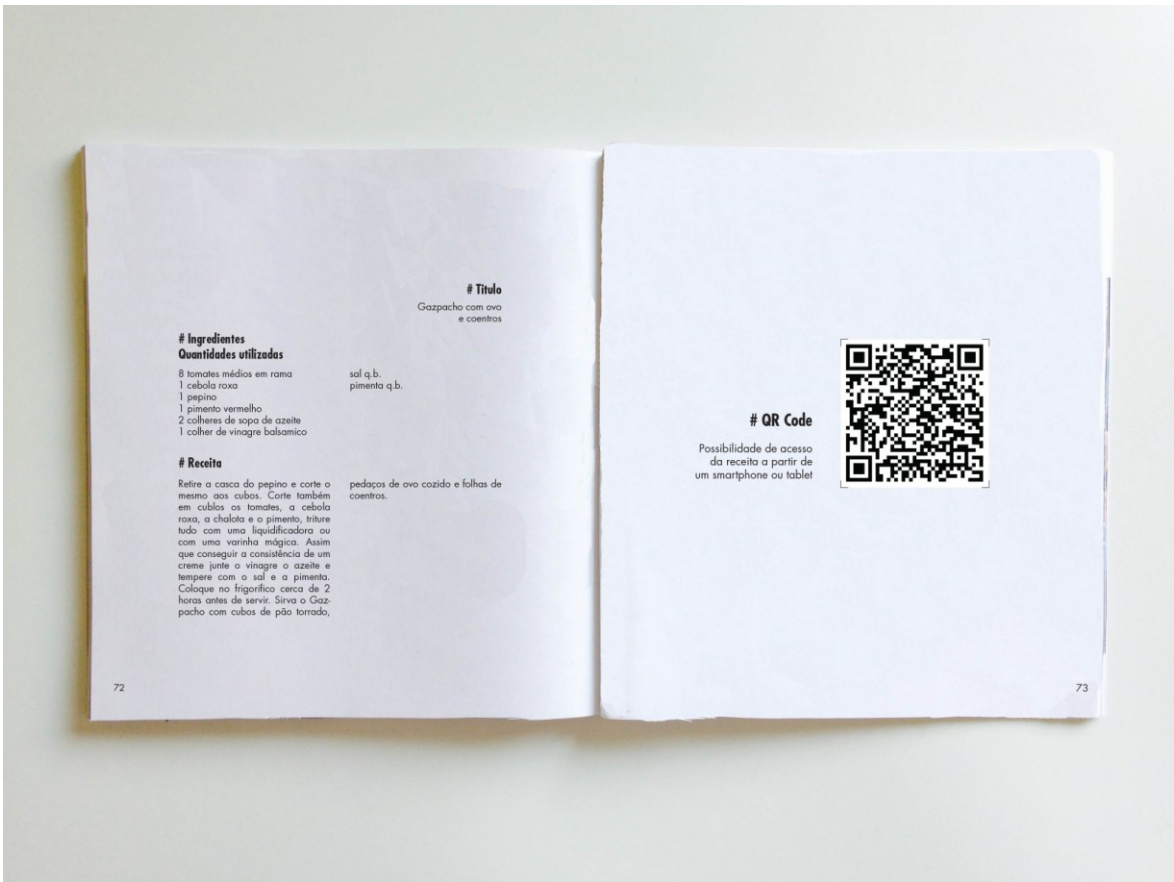 # Titulo
Gazpacho com ovo
e coentros
# Ingredientes
Quantidades utilizadas
8 tomates médios em rama
1 cebola roxa
1 pepino
1 pimento vermelho
2 colheres de sopa de azeite
1 colher de vinagre balsamico
sal q.b.
pimenta q.b.
# Receita
Retire a casca do pepino e corte o
mesmo aos cubos. Corte também
em cublos os tomates, a cebola
roxa, a chalota e o pimento, triture
tudo com uma liquidificadora ou
com uma varinha mágica. Assim
que conseguir a consistência de um
creme junte o vinagre o azeite e
tempere com o sal e a pimenta.
Coloque no frigorifico cerca de 2
horas antes de servir. Sirva o Gaz-
pacho com cubos de pão torrado,
pedaços de ovo cozido e folhas de
coentros.
72
# QR Code
Possibilidade de acesso
da receita a partir de
um smartphone ou tablet
73